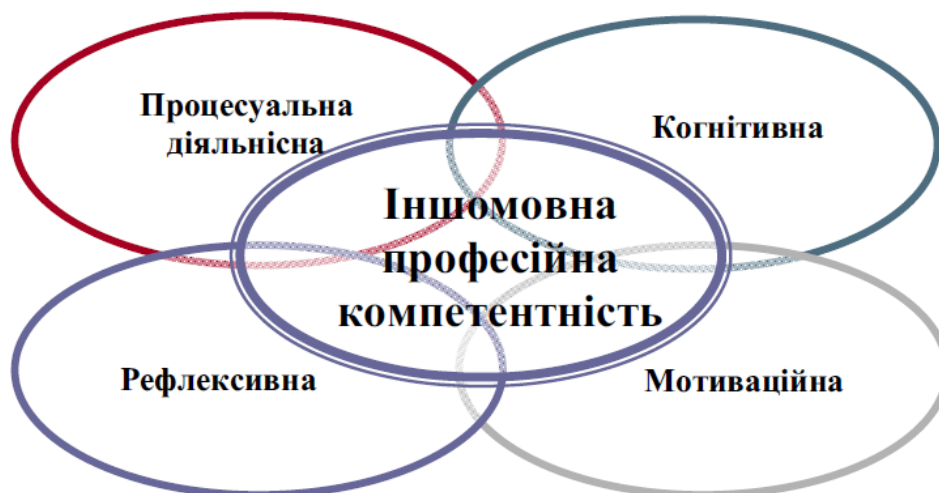 Процесуальна
діяльнісна
Когнітивна
Іншомовна
професійна
компетентність
Рефлексивна
Мотиваційна